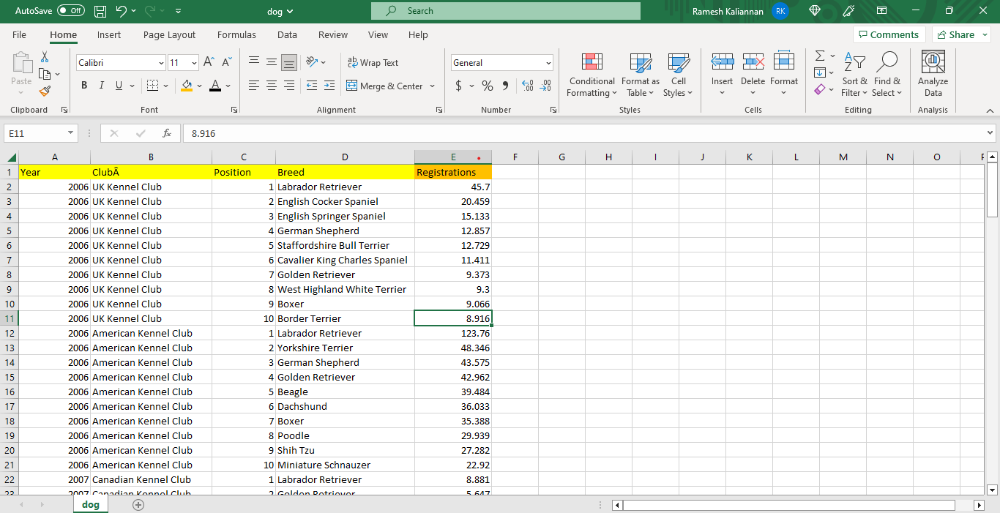 AutoSave Off dog Search Ramesh Kaliannan RK
File Home Insert Page Layout Formulas Data Review View Help Comments Share
Calibri 11 Wrap Text General
Paste B I U Merge & Center $ % Conditional Formatting Format as Table Cell Styles Insert Delete Format Sort & Filter Find & Select Analyze Data
Clipboard Font Alignment Number Styles Cells Editing Analysis
E11 fx 8.916
A B C D E F G H I J K L M N O
1 Year ClubÂ Position Breed Registrations
2 2006 UK Kennel Club 1 Labrador Retriever 45.7
3 2006 UK Kennel Club 2 English Cocker Spaniel 20.459
4 2006 UK Kennel Club 3 English Springer Spaniel 15.133
5 2006 UK Kennel Club 4 German Shepherd 12.857
6 2006 UK Kennel Club 5 Staffordshire Bull Terrier 12.729
7 2006 UK Kennel Club 6 Cavalier King Charles Spaniel 11.411
8 2006 UK Kennel Club 7 Golden Retriever 9.373
9 2006 UK Kennel Club 8 West Highland White Terrier 9.3
10 2006 UK Kennel Club 9 Boxer 9.066
11 2006 UK Kennel Club 10 Border Terrier 8.916
12 2006 American Kennel Club 1 Labrador Retriever 123.76
13 2006 American Kennel Club 2 Yorkshire Terrier 48.346
14 2006 American Kennel Club 3 German Shepherd 43.575
15 2006 American Kennel Club 4 Golden Retriever 42.962
16 2006 American Kennel Club 5 Beagle 39.484
17 2006 American Kennel Club 6 Dachshund 36.033
18 2006 American Kennel Club 7 Boxer 35.388
19 2006 American Kennel Club 8 Poodle 29.939
20 2006 American Kennel Club 9 Shih Tzu 27.282
21 2006 American Kennel Club 10 Miniature Schnauzer 22.92
22 2007 Canadian Kennel Club 1 Labrador Retriever 8.881
23 2007 Canadian Kennel Club 2 Golden Retriever 5.647
dog